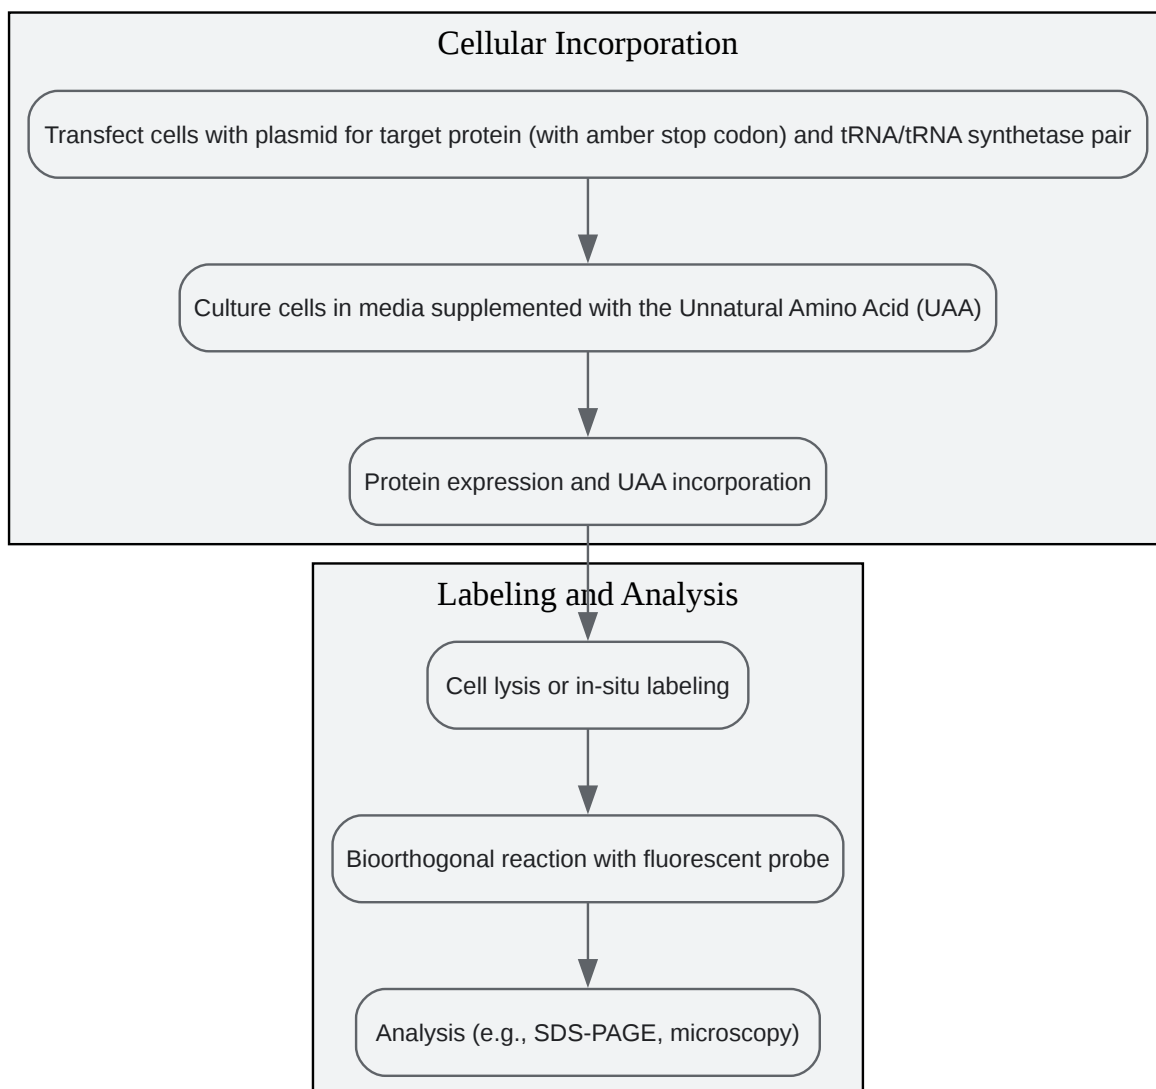 Cellular Incorporation
Transfect cells with plasmid for target protein (with amber stop codon) and tRNA/tRNA synthetase pair
Culture cells in media supplemented with the Unnatural Amino Acid (UAA)
Protein expression and UAA incorporation
Labeling and Analysis
Cell lysis or in-situ labeling
Bioorthogonal reaction with fluorescent probe
Analysis (e.g., SDS-PAGE, microscopy)